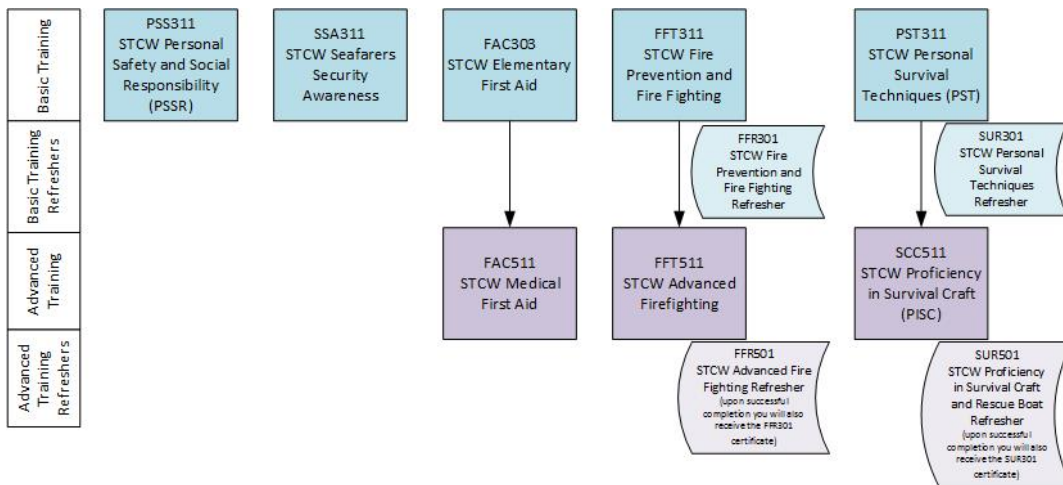 Basic Training
PSS311
STCW Personal
Safety and Social
Responsibility
(PSSR)
SSA311
STCW Seafarers
Security
Awareness
FAC303
STCW Elementary
First Aid
FFT311
STCW Fire
Prevention and
Fire Fighting
PST311
STCW Personal
Survival
Techniques (PST)
Basic Training
Refreshers
FFR301
STCW Fire
Prevention and
Fire Fighting
Refresher
SUR301
STCW Personal
Survival
Techniques
Refresher
Advanced
Training
FAC511
STCW Medical
First Aid
FFT511
STCW Advanced
Firefighting
SCC511
STCW Proficiency
in Survival Craft
(PISC)
Advanced
Training
Refreshers
FFR501
STCW Advanced Fire
Fighting Refresher
(upon successful
completion you will also
receive the FFR301
certificate)
SUR501
STCW Proficiency
in Survival Craft
and Rescue Boat
Refresher
(upon successful
completion you will also
receive the SUR301
certificate)